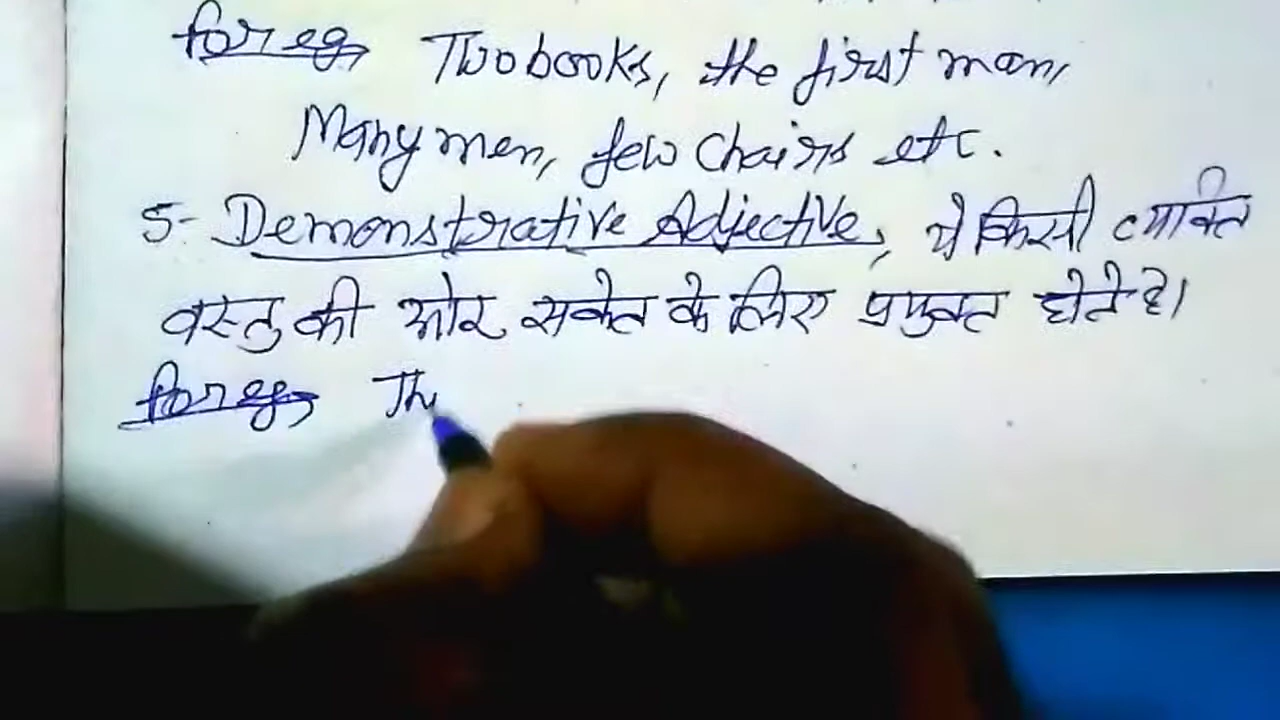 for eg, Two books, the first man,
Many men, few Chairs etc.
5- Demonstrative Adjective, ये किसी व्यक्ति
वस्तु की ओर सकेत के लिए प्रयुक्त होते है।
for eg, Th